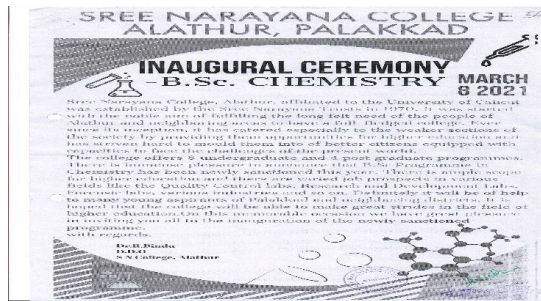 SREE NARAYANA COLLEGE
ALATHUR, PALAKKAD
INAUGURAL CEREMONY
-B.Sc. CHEMISTRY
MARCH
8 2021
Sree Narayana College, Alathur, affiliated to the University of Calicut
was established by the Sree Narayana Trusts in 1970. It was started
with the noble aim of fulfilling the long felt need of the people of
Alathur and neighbouring areas to have a full-fledged college. Ever
since its inception, it has catered especially to the weaker sections of
the society by providing them opportunities for higher education and
has striven hard to mould them into of better citizens equipped with
capacities to face the challenges of the present world.
The college offers 8 undergraduate and 4 post graduate programmes.
There is immense pleasure to announce that B.Sc Programme in
Chemistry has been newly sanctioned this year. There is ample scope
for higher education and there are varied job prospects in various
fields like the Quality Control labs, Research and Development Labs,
Forensic labs, various industries and so on. Definitely it will be of help
to many young aspirants of Palakkad and neighboring districts. It is
hoped that the college will be able to make great strides in the field of
higher education.On this memorable occasion we have great pleasure
in inviting you all to the inauguration of the newly sanctioned
programme.
with regards,
Dr.R.Bindu
D.D.O
S N College, Alathur